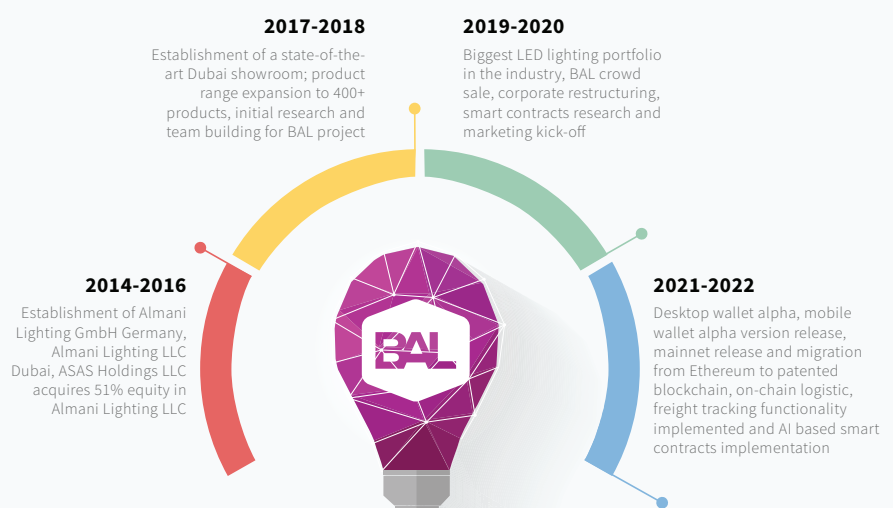 2017-2018
Establishment of a state-of-the-
art Dubai showroom; product
range expansion to 400+
products, initial research and
team building for BAL project
2019-2020
Biggest LED lighting portfolio
in the industry, BAL crowd
sale, corporate restructuring,
smart contracts research and
marketing kick-off
2014-2016
Establishment of Almani
Lighting GmbH Germany,
Almani Lighting LLC
Dubai, ASAS Holdings LLC
acquires 51% equity in
Almani Lighting LLC
BAL
2021-2022
Desktop wallet alpha, mobile
wallet alpha version release,
mainnet release and migration
from Ethereum to patented
blockchain, on-chain logistic,
freight tracking functionality
implemented and AI based smart
contracts implementation